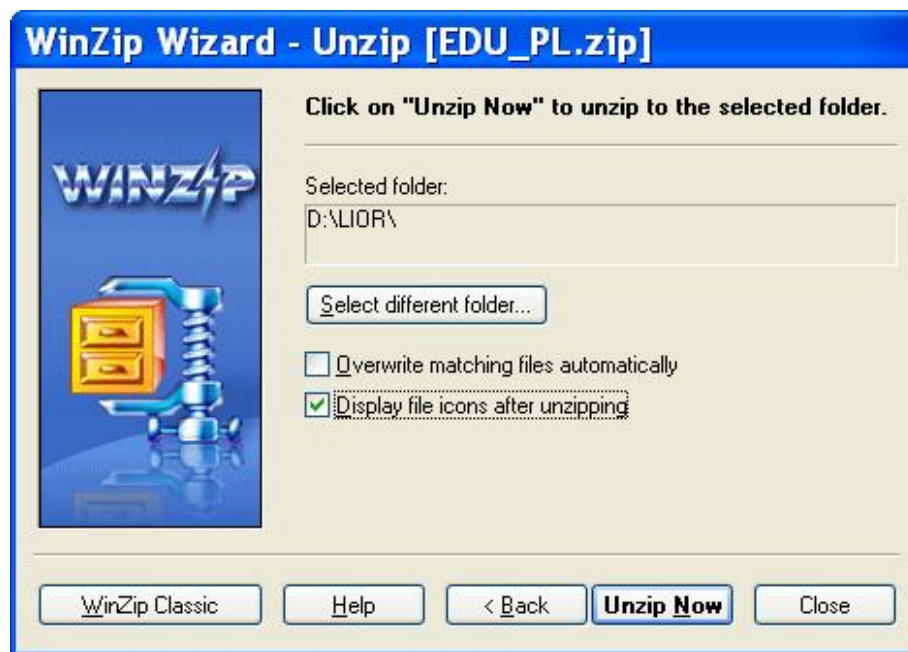 WinZip Wizard - Unzip [EDU_PL.zip]
Click on "Unzip Now" to unzip to the selected folder.
WINZIP
Selected folder:
D:\LIOR\
Select different folder...
Overwrite matching files automatically
Display file icons after unzipping
WinZip Classic
Help
< Back
Unzip Now
Close